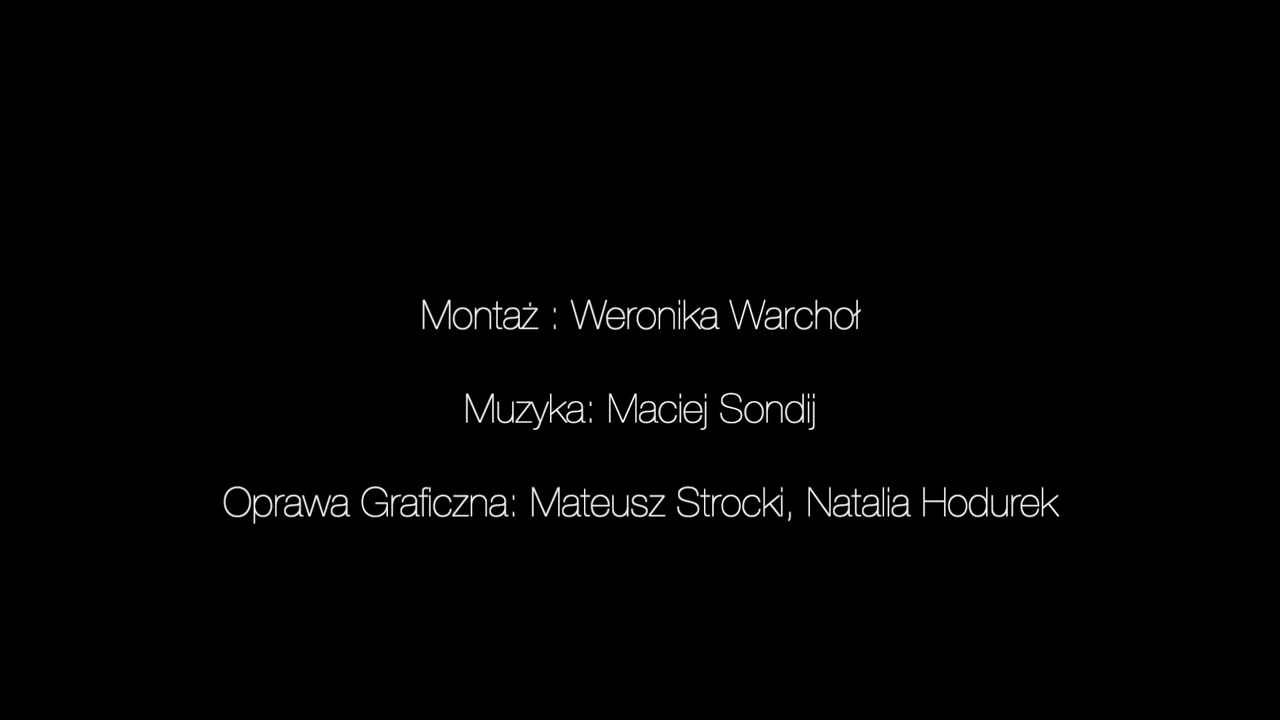 Montaż : Weronika Warchoł
Muzyka: Maciej Sondij
Oprawa Graficzna: Mateusz Strocki, Natalia Hodurek